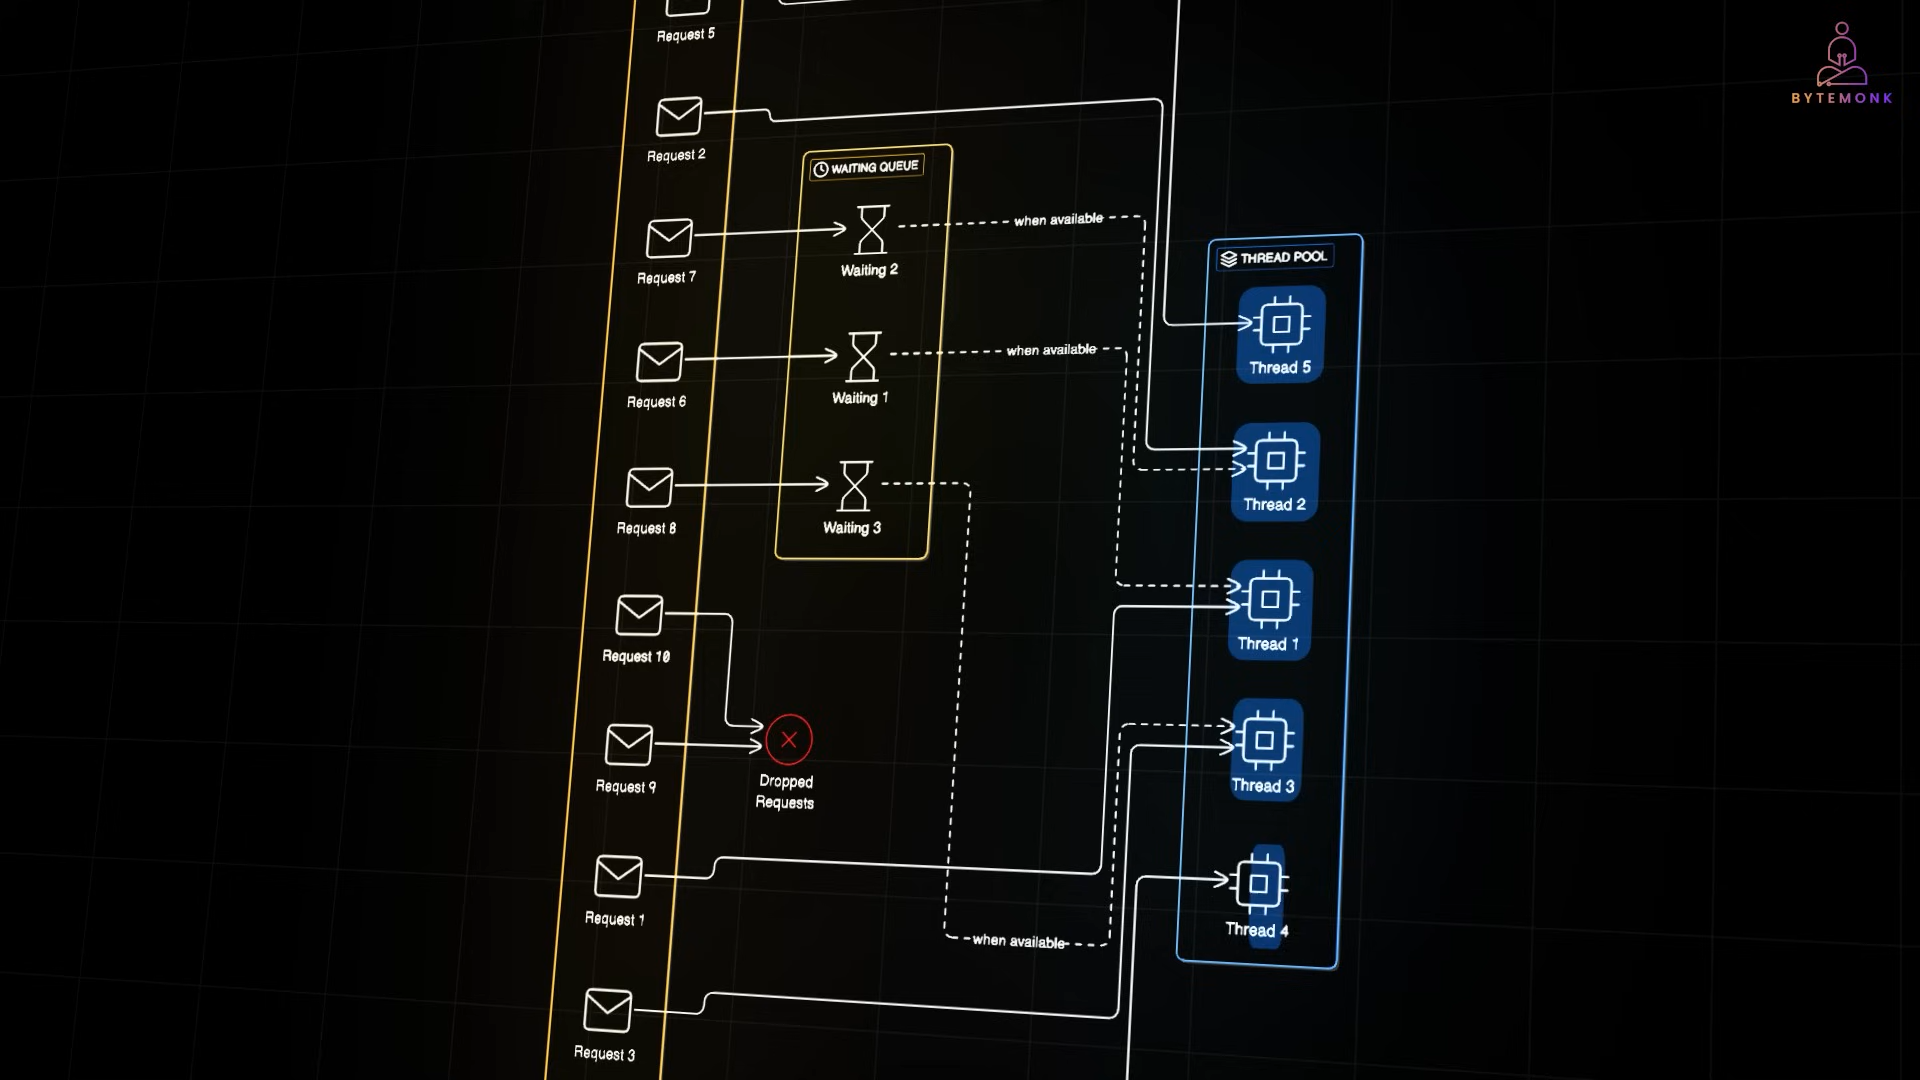 Request 5
BYTEMONK
Request 2
WAITING QUEUE
Request 7
Waiting 2
when available
THREAD POOL
Thread 5
Request 6
Waiting 1
when available
Thread 2
Request 8
Waiting 3
Request 10
Thread 1
Request 9
Dropped
Requests
Thread 3
Request 1
when available
Thread 4
Request 3